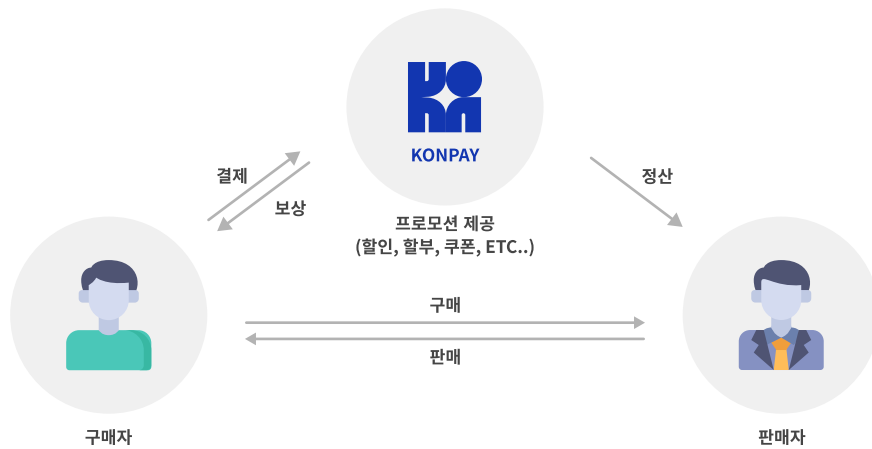 KONPAY
결제
보상
정산
프로모션 제공
(할인, 할부, 쿠폰, ETC..)
구매
판매
구매자
판매자